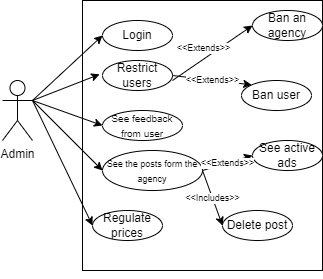 Ban an
agency
Login
<<Extends>>
Restrict
users
<<Extends>>
Ban user
See feedback
from user
Admin
See active
ads
See the posts form the
agency
<<Extends>>
<<Includes>>
Regulate
prices
Delete post